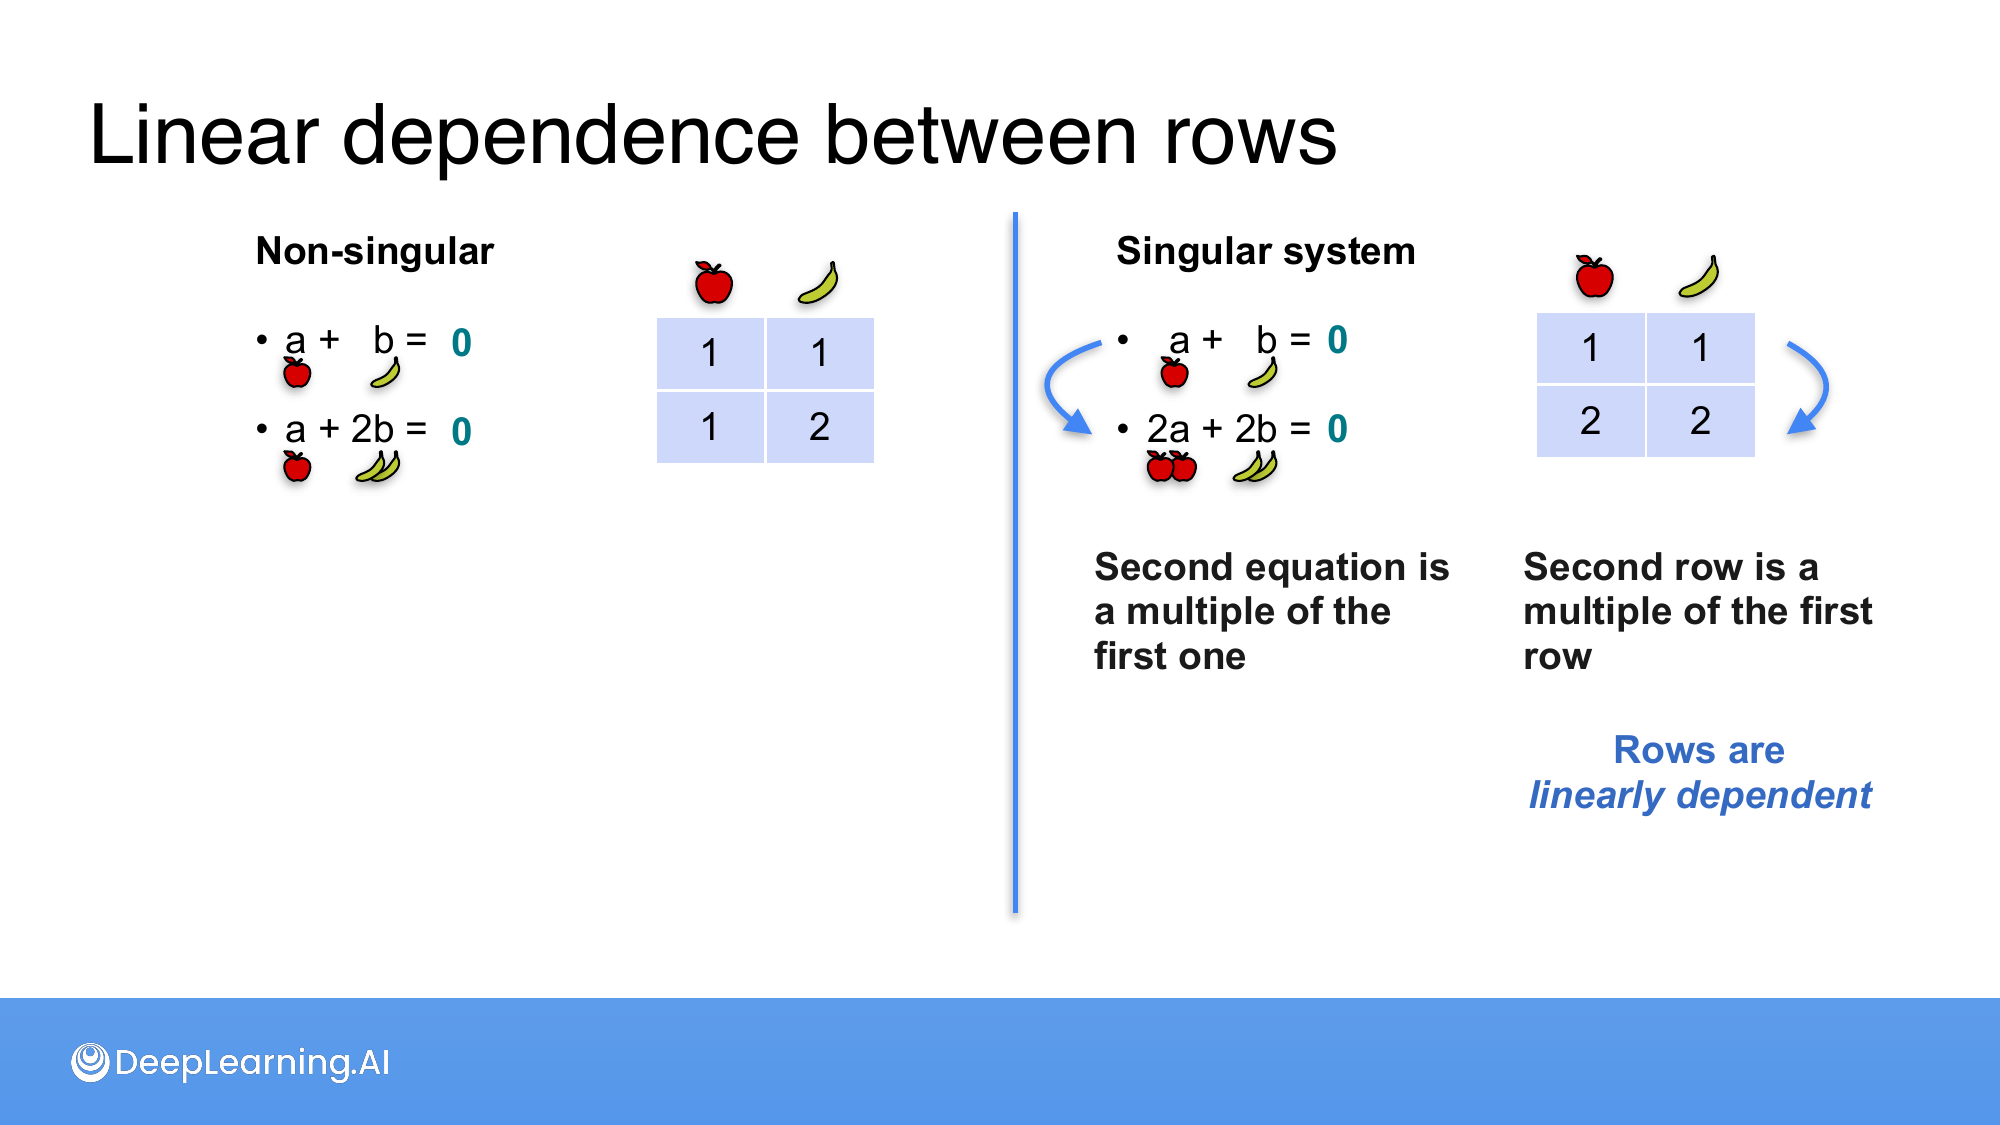 Linear dependence between rows
Non-singular
• a + b = 0
• a + 2b = 0
1 1
1 2
Singular system
• a + b = 0
• 2a + 2b = 0
1 1
2 2
Second equation is
a multiple of the
first one
Second row is a
multiple of the first
row
Rows are
linearly dependent
DeepLearning.AI